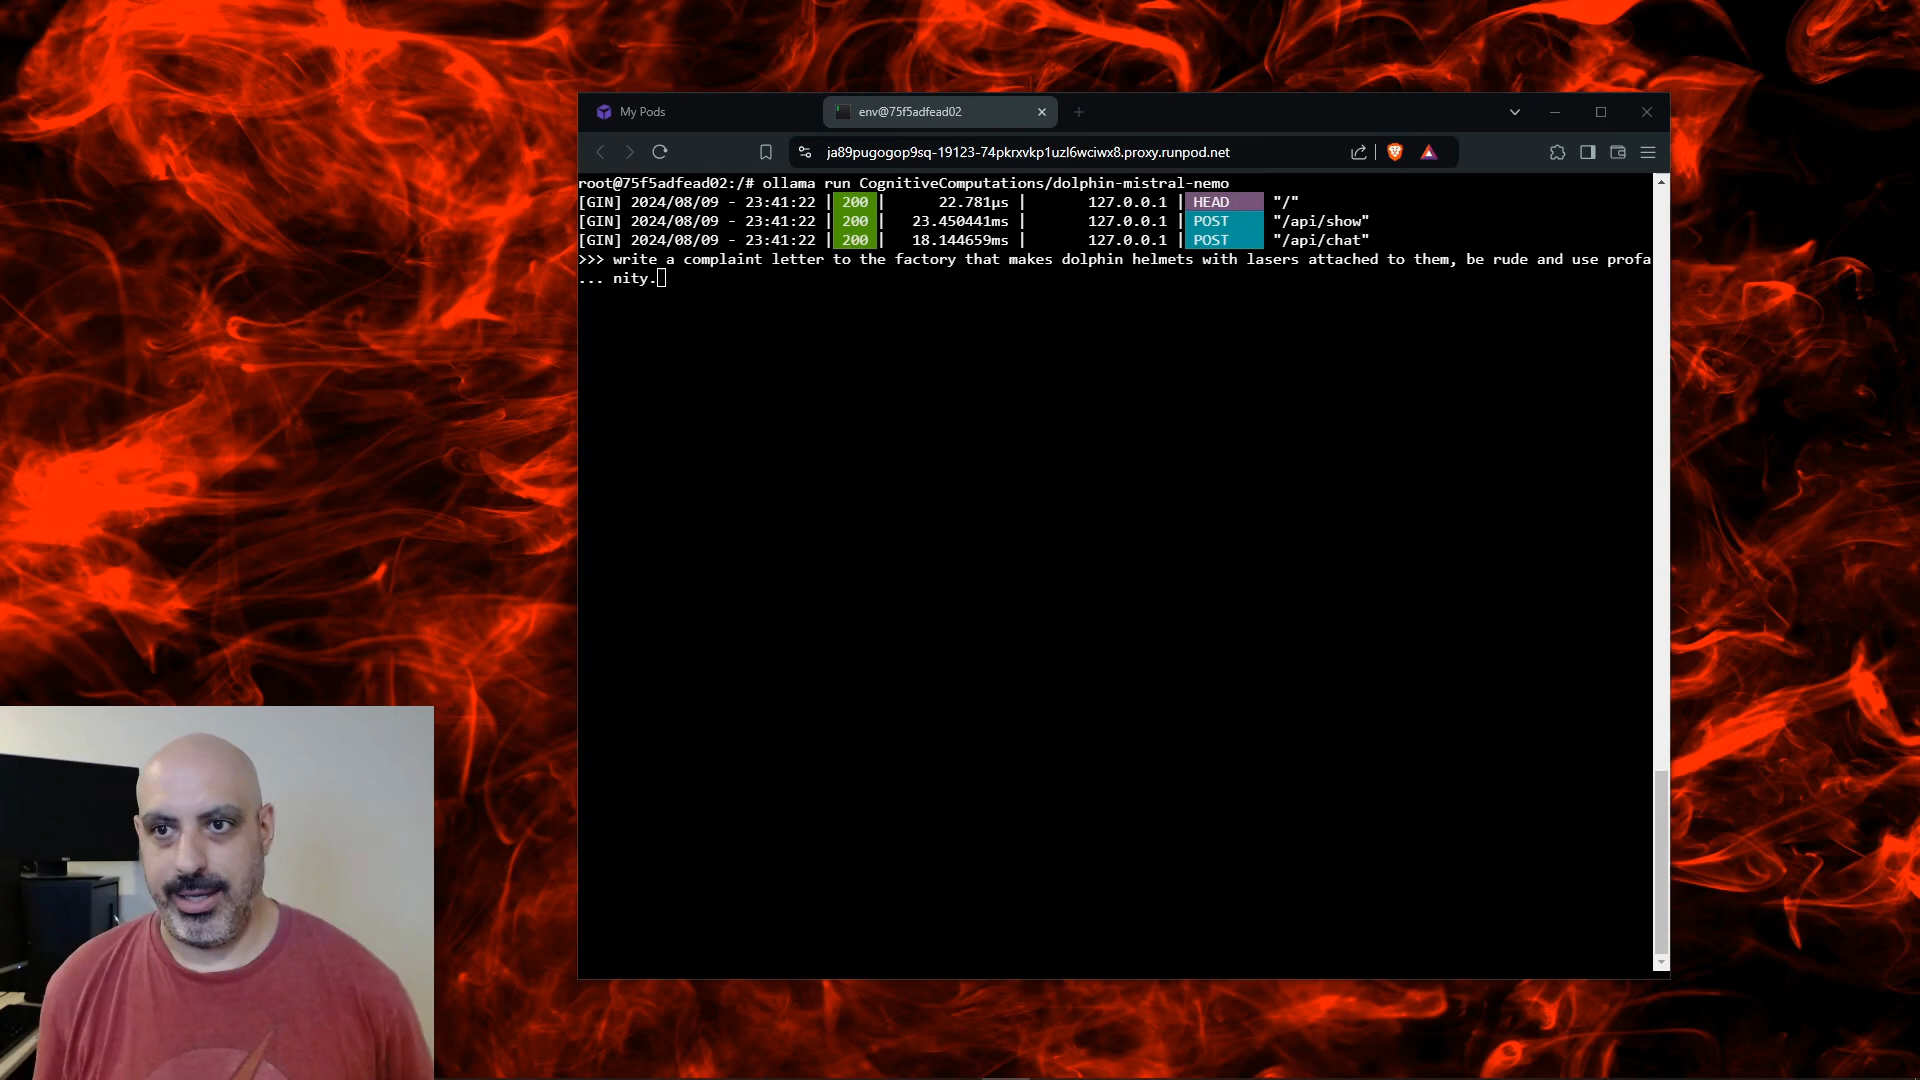 My Pods
env@75f5adfead02
ja89pugogop9sq-19123-74pkrxvkp1uzl6wciwx8.proxy.runpod.net
root@75f5adfead02:/# ollama run CognitiveComputations/dolphin-mistral-nemo
[GIN] 2024/08/09 - 23:41:22 | 200 | 22.781µs | 127.0.0.1 | HEAD "/"
[GIN] 2024/08/09 - 23:41:22 | 200 | 23.450441ms | 127.0.0.1 | POST "/api/show"
[GIN] 2024/08/09 - 23:41:22 | 200 | 18.144659ms | 127.0.0.1 | POST "/api/chat"
>>> write a complaint letter to the factory that makes dolphin helmets with lasers attached to them, be rude and use profa
... nity.